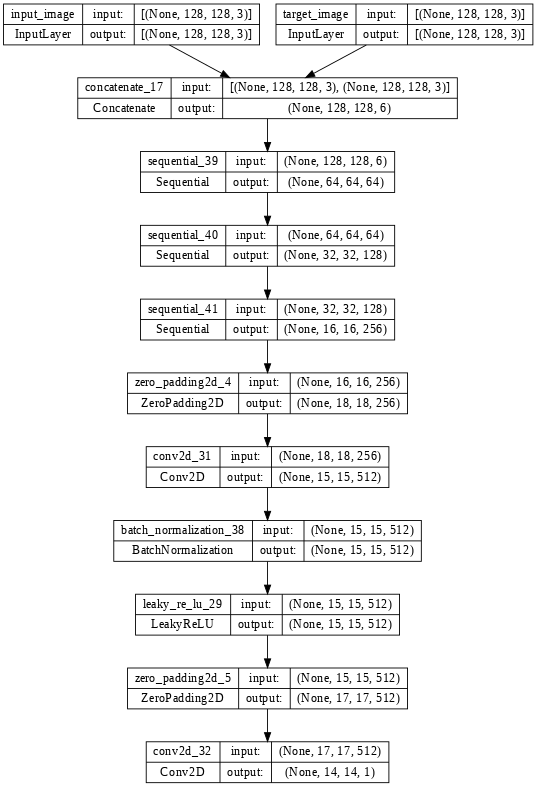 input_image input: [(None, 128, 128, 3)] target_image input: [(None, 128, 128, 3)]
InputLayer output: [(None, 128, 128, 3)] InputLayer output: [(None, 128, 128, 3)]
concatenate_17 input: [(None, 128, 128, 3), (None, 128, 128, 3)]
Concatenate output: (None, 128, 128, 6)
sequential_39 input: (None, 128, 128, 6)
Sequential output: (None, 64, 64, 64)
sequential_40 input: (None, 64, 64, 64)
Sequential output: (None, 32, 32, 128)
sequential_41 input: (None, 32, 32, 128)
Sequential output: (None, 16, 16, 256)
zero_padding2d_4 input: (None, 16, 16, 256)
ZeroPadding2D output: (None, 18, 18, 256)
conv2d_31 input: (None, 18, 18, 256)
Conv2D output: (None, 15, 15, 512)
batch_normalization_38 input: (None, 15, 15, 512)
BatchNormalization output: (None, 15, 15, 512)
leaky_re_lu_29 input: (None, 15, 15, 512)
LeakyReLU output: (None, 15, 15, 512)
zero_padding2d_5 input: (None, 15, 15, 512)
ZeroPadding2D output: (None, 17, 17, 512)
conv2d_32 input: (None, 17, 17, 512)
Conv2D output: (None, 14, 14, 1)